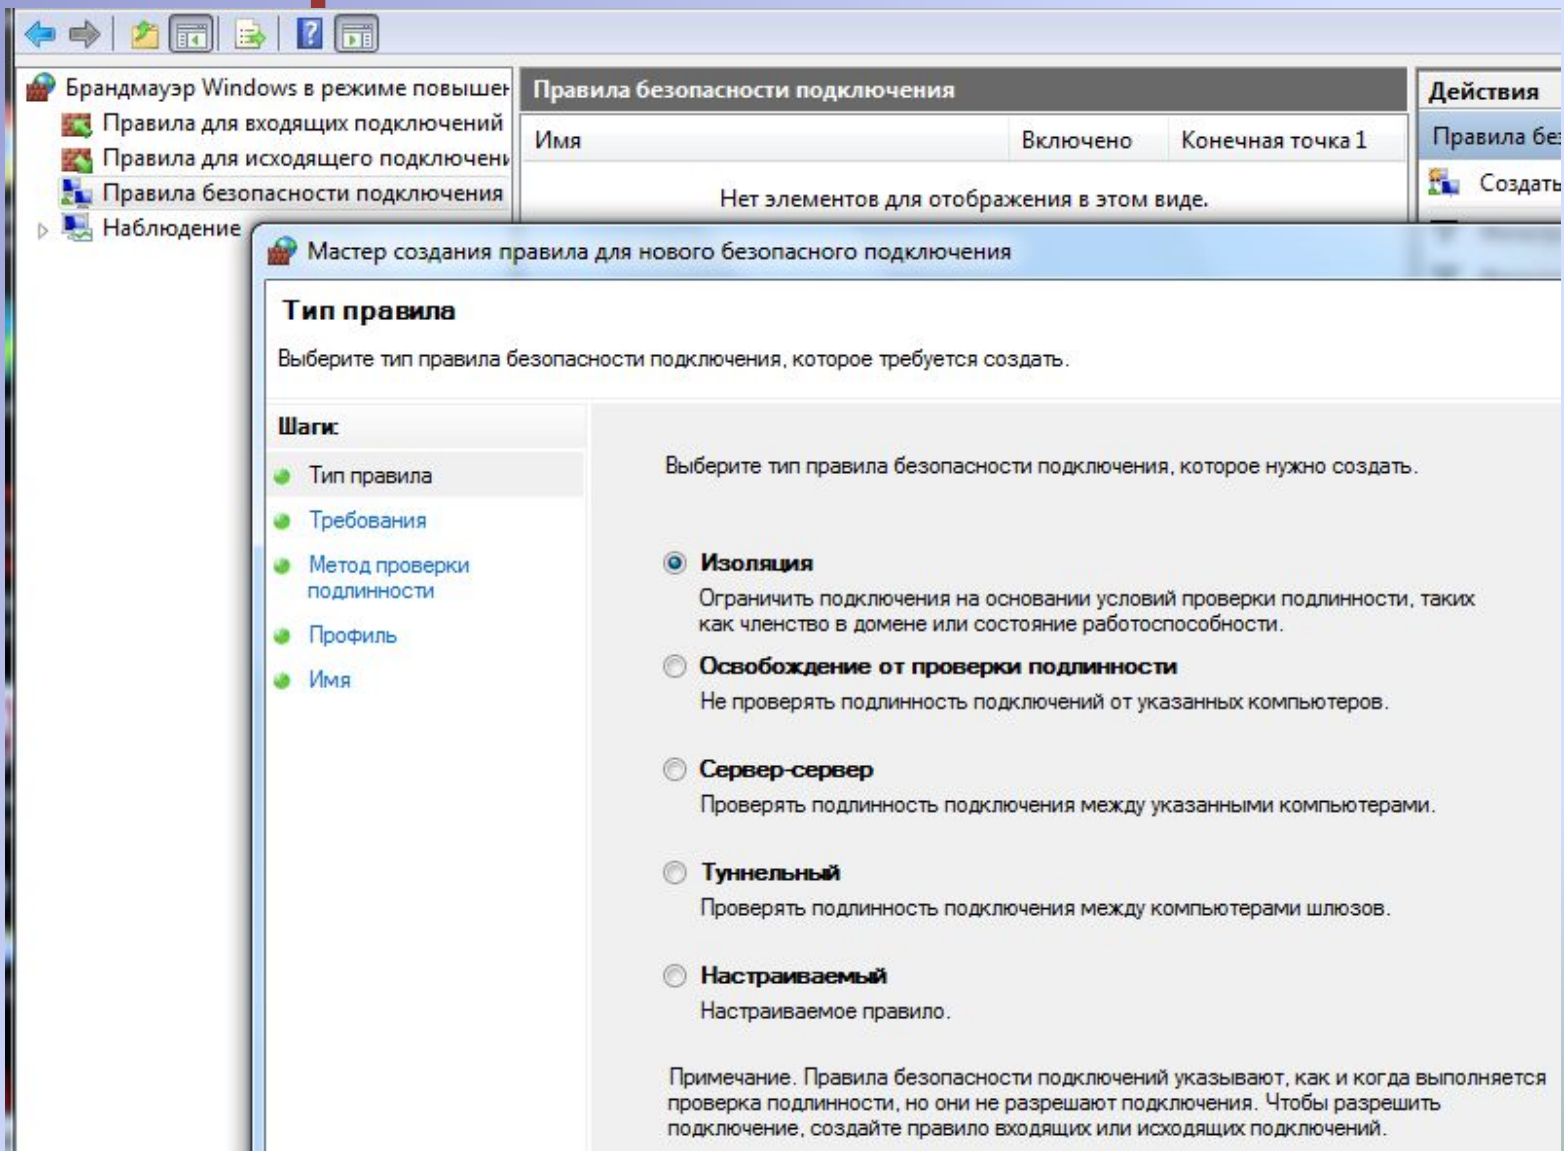 Брандмауэр Windows в режиме повышен
Правила для входящих подключений
Правила для исходящего подключени
Правила безопасности подключения
Наблюдение
Правила безопасности подключения
Имя Включено Конечная точка 1
Нет элементов для отображения в этом виде.
Действия
Правила без
Создать
Мастер создания правила для нового безопасного подключения
Тип правила
Выберите тип правила безопасности подключения, которое требуется создать.
Шаги:
Тип правила
Требования
Метод проверки
подлинности
Профиль
Имя
Выберите тип правила безопасности подключения, которое нужно создать.
Изоляция
Ограничить подключения на основании условий проверки подлинности, таких
как членство в домене или состояние работоспособности.
Освобождение от проверки подлинности
Не проверять подлинность подключений от указанных компьютеров.
Сервер-сервер
Проверять подлинность подключения между указанными компьютерами.
Туннельный
Проверять подлинность подключения между компьютерами шлюзов.
Настраиваемый
Настраиваемое правило.
Примечание. Правила безопасности подключений указывают, как и когда выполняется
проверка подлинности, но они не разрешают подключения. Чтобы разрешить
подключение, создайте правило входящих или исходящих подключений.